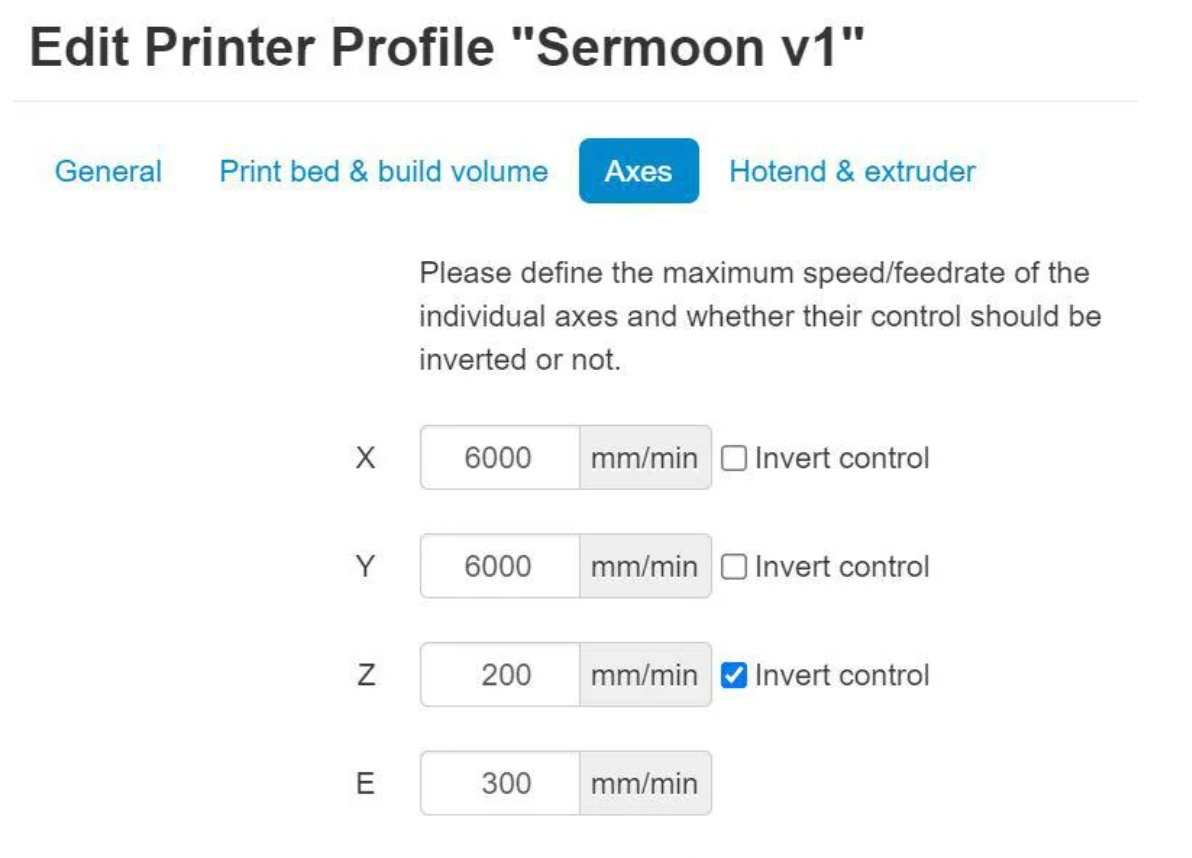 Edit Printer Profile "Sermoon v1"
General Print bed & build volume Axes Hotend & extruder
Please define the maximum speed/feedrate of the
individual axes and whether their control should be
inverted or not.
X 6000 mm/min Invert control
Y 6000 mm/min Invert control
Z 200 mm/min Invert control
E 300 mm/min